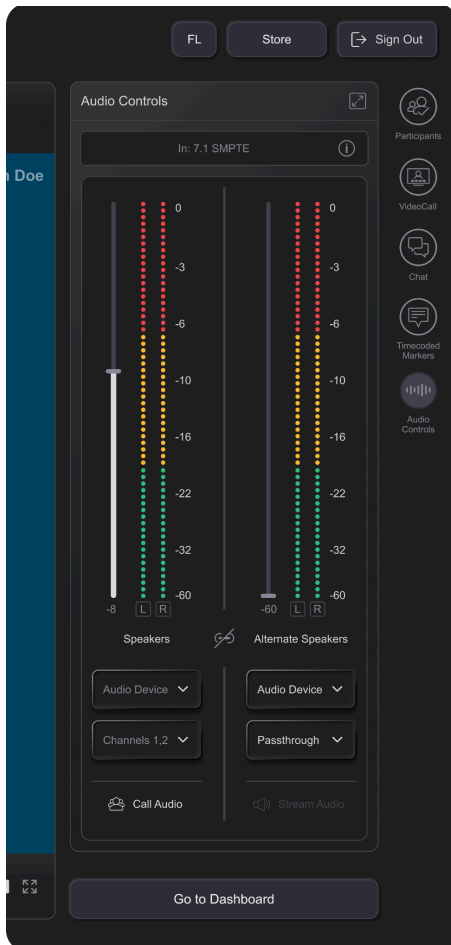 FL
Store
Sign Out
Audio Controls
In: 7.1 SMPTE
Doe
0
-3
-6
-10
-16
-22
-32
-60
-8
L
R
Speakers
0
-3
-6
-10
-16
-22
-32
-60
-60
L
R
Alternate Speakers
Audio Device
Channels 1,2
Call Audio
Audio Device
Passthrough
Stream Audio
Go to Dashboard
Participants
VideoCall
Chat
Timecoded
Markers
Audio
Controls